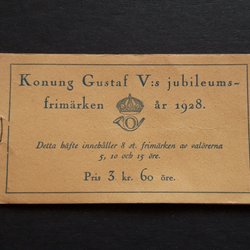 Konung Gustaf V:s jubileums-
frimärken år 1928.
Detta häfte innehåller 8 st. frimärken av valörerna
5, 10 och 15 öre.
Pris 3 kr. 60 öre.